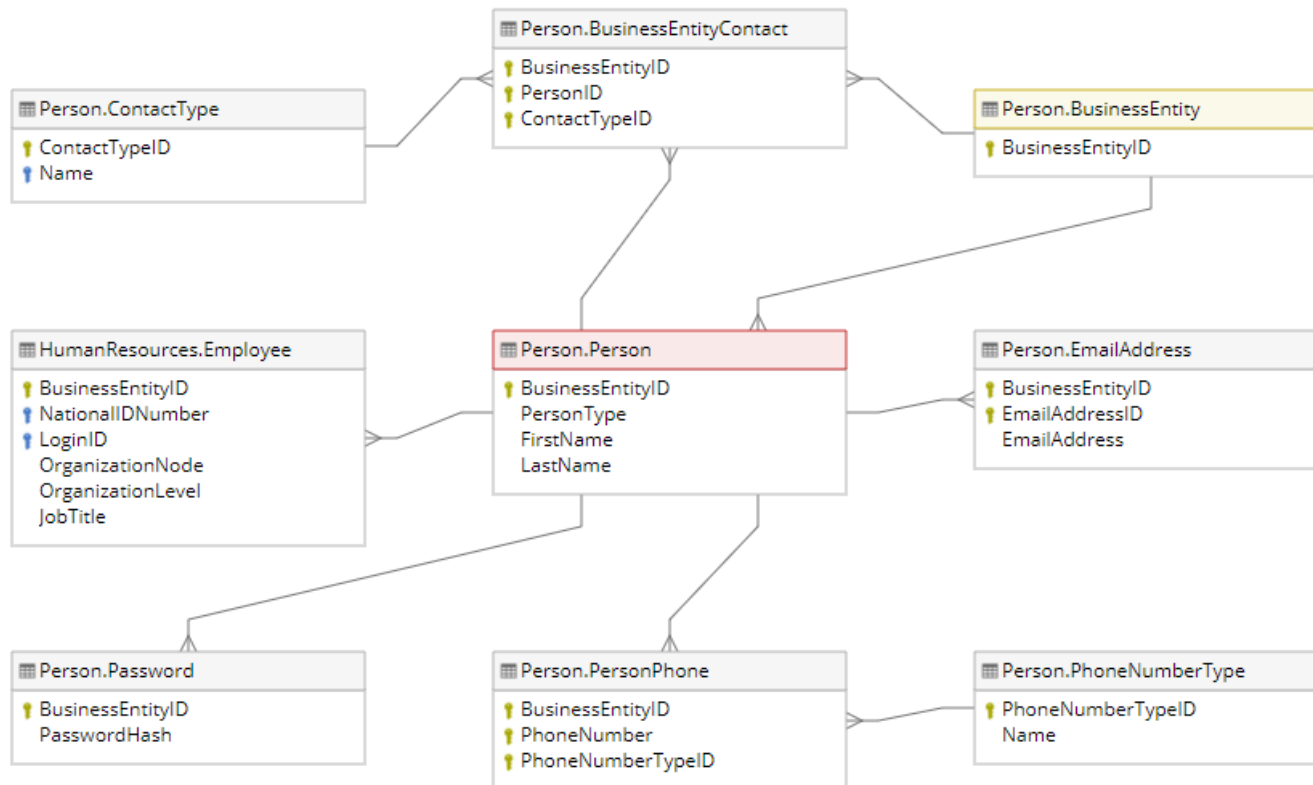 Person.BusinessEntityContact
BusinessEntityID
PersonID
ContactTypeID
Person.ContactType
ContactTypeID
Name
Person.BusinessEntity
BusinessEntityID
HumanResources.Employee
BusinessEntityID
NationalIDNumber
LoginID
OrganizationNode
OrganizationLevel
JobTitle
Person.Person
BusinessEntityID
PersonType
FirstName
LastName
Person.EmailAddress
BusinessEntityID
EmailAddressID
EmailAddress
Person.Password
BusinessEntityID
PasswordHash
Person.PersonPhone
BusinessEntityID
PhoneNumber
PhoneNumberTypeID
Person.PhoneNumberType
PhoneNumberTypeID
Name